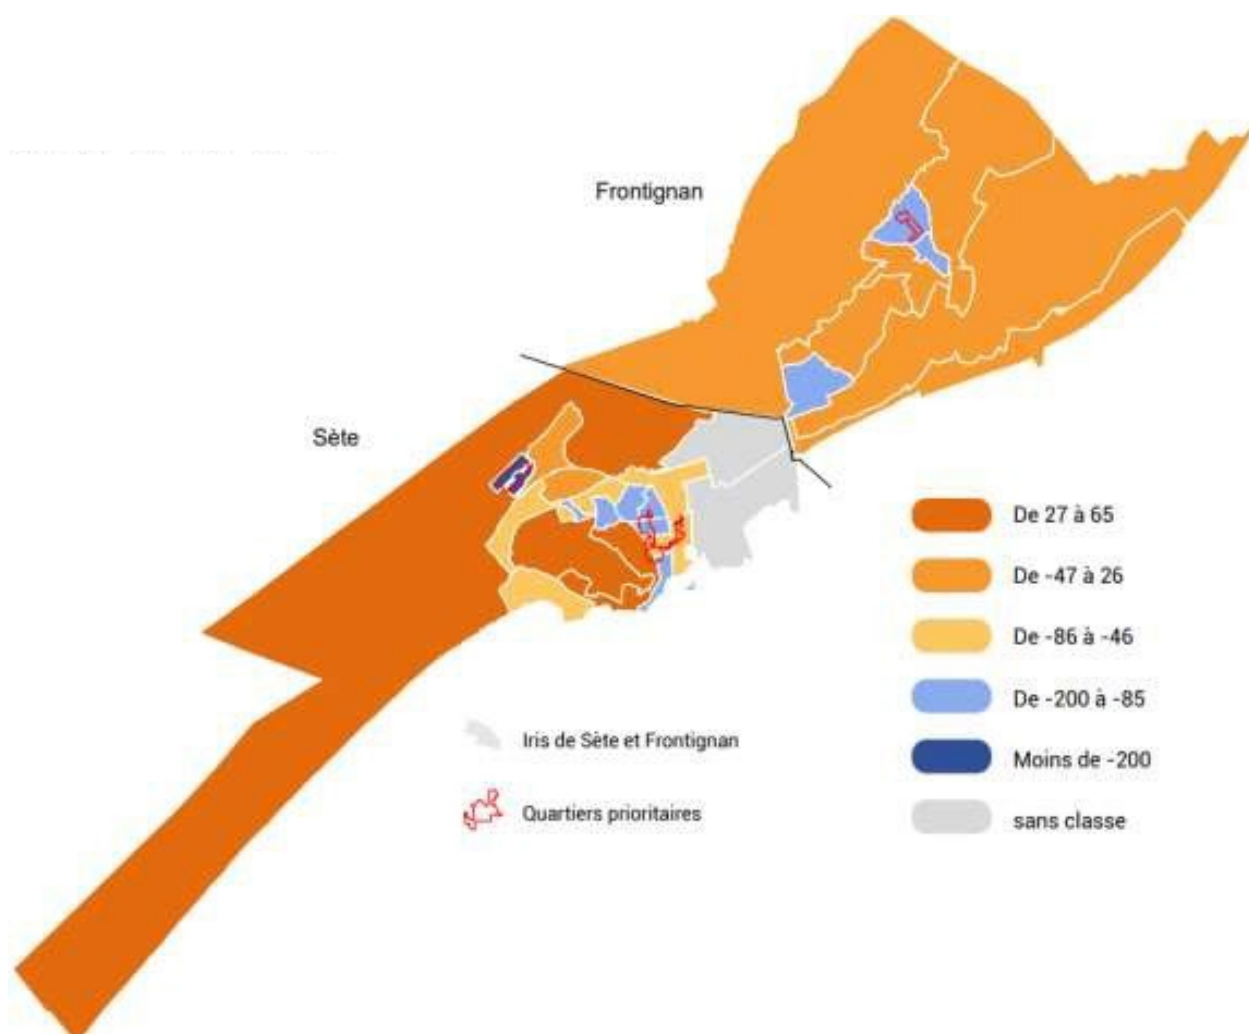 Frontignan
Sète
De 27 à 65
De -47 à 26
De -86 à -46
De -200 à -85
Iris de Sète et Frontignan
Moins de -200
Quartiers prioritaires
sans classe